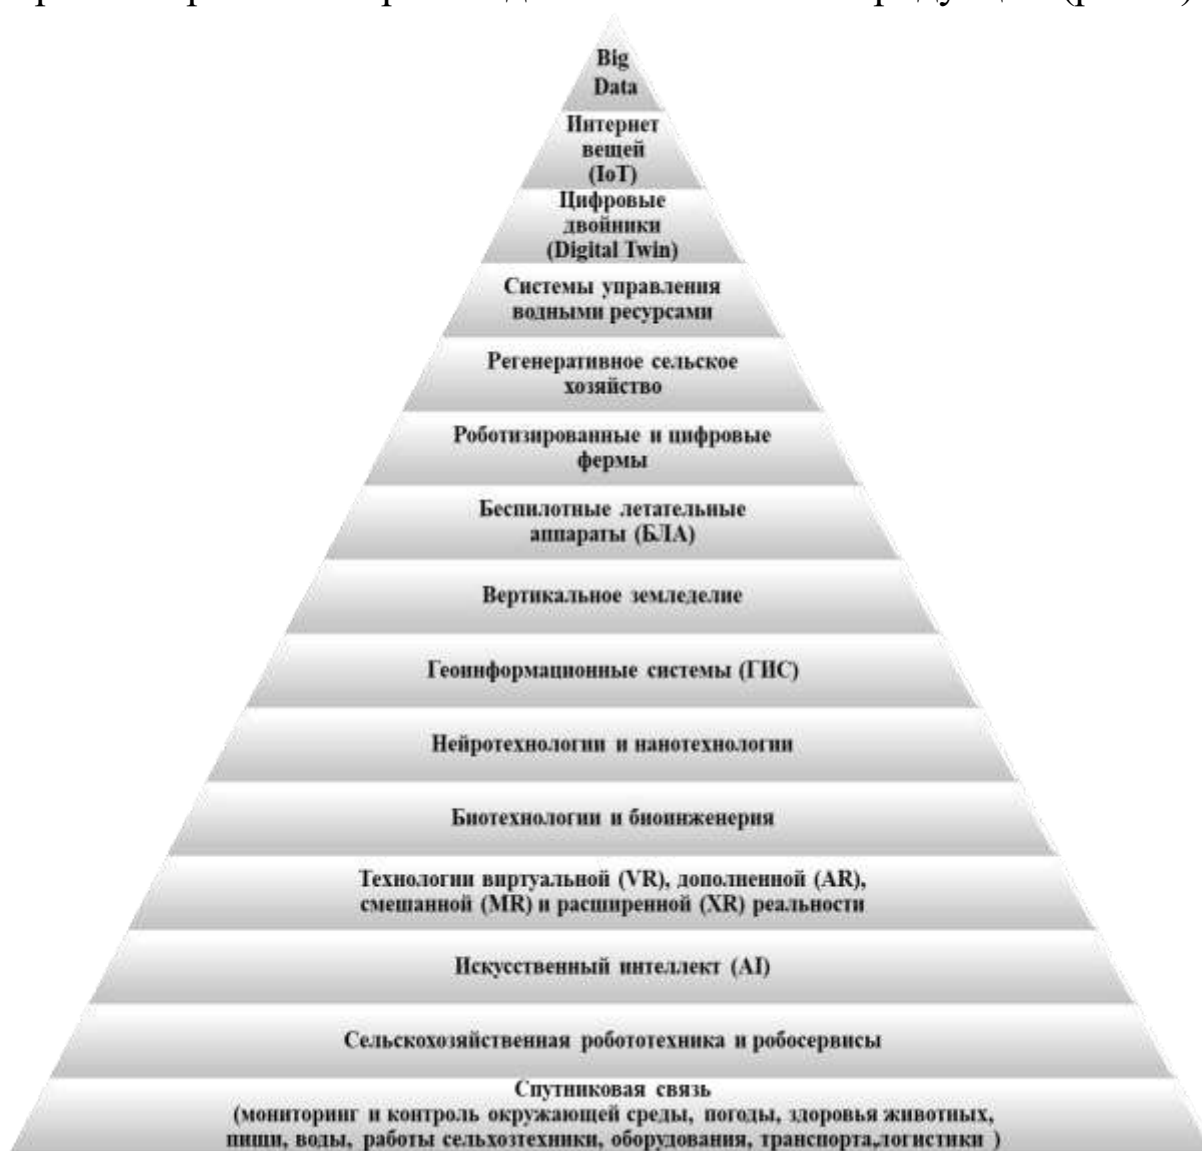 Big
Data
Интернет
вещей
(IoT)
Цифровые
двойники
(Digital Twin)
Системы управления
водными ресурсами
Регенеративное сельское
хозяйство
Роботизированные и цифровые
фермы
Беспилотные летательные
аппараты (БЛА)
Вертикальное земледелие
Геоинформационные системы (ГИС)
Нейротехнологии и нанотехнологии
Биотехнологии и биоинженерия
Технологии виртуальной (VR), дополненной (AR),
смешанной (MR) и расширенной (XR) реальности
Искусственный интеллект (AI)
Сельскохозяйственная робототехника и робосервисы
Спутниковая связь
(мониторинг и контроль окружающей среды, погоды, здоровья животных,
пищи, воды, работы сельхозтехники, оборудования, транспорта,логистики )